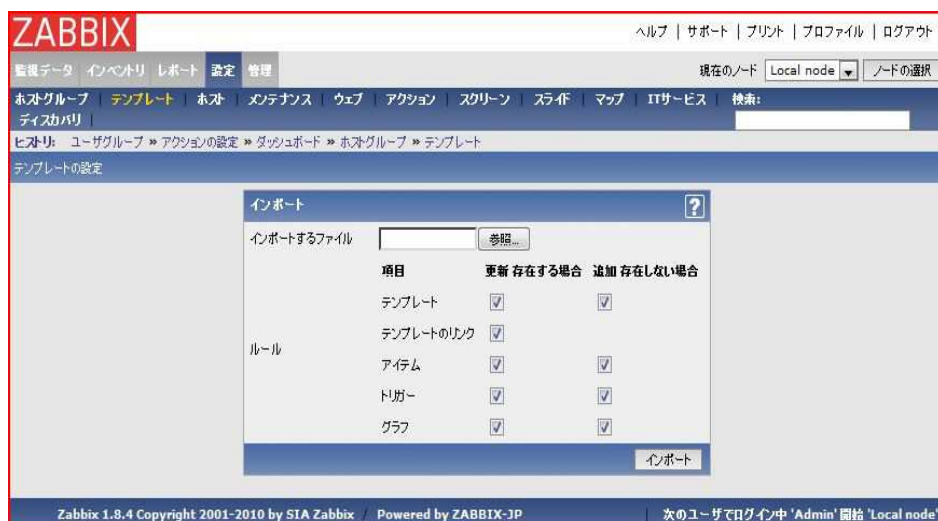 ZABBIX
ヘルプ | サポート | プリント | プロファイル | ログアウト
監視データ インベントリ レポート 設定 管理
現在のノード Local node ノードの選択
ホストグループ | テンプレート | ホスト | メンテナンス | ウェブ | アクション | スクリーン | スライド | マップ | ITサービス | 検索:
ディスカバリ |
ヒストリ: ユーザグループ » アクションの設定 » ダッシュボード » ホストグループ » テンプレート
テンプレートの設定
インポート ?
インポートするファイル 参照...
項目 更新 存在する場合 追加 存在しない場合
テンプレート
テンプレートのリンク
ルール
アイテム
トリガー
グラフ
インポート
Zabbix 1.8.4 Copyright 2001-2010 by SIA Zabbix / Powered by ZABBIX-JP
次のユーザでログイン中 'Admin' 開始 'Local node'